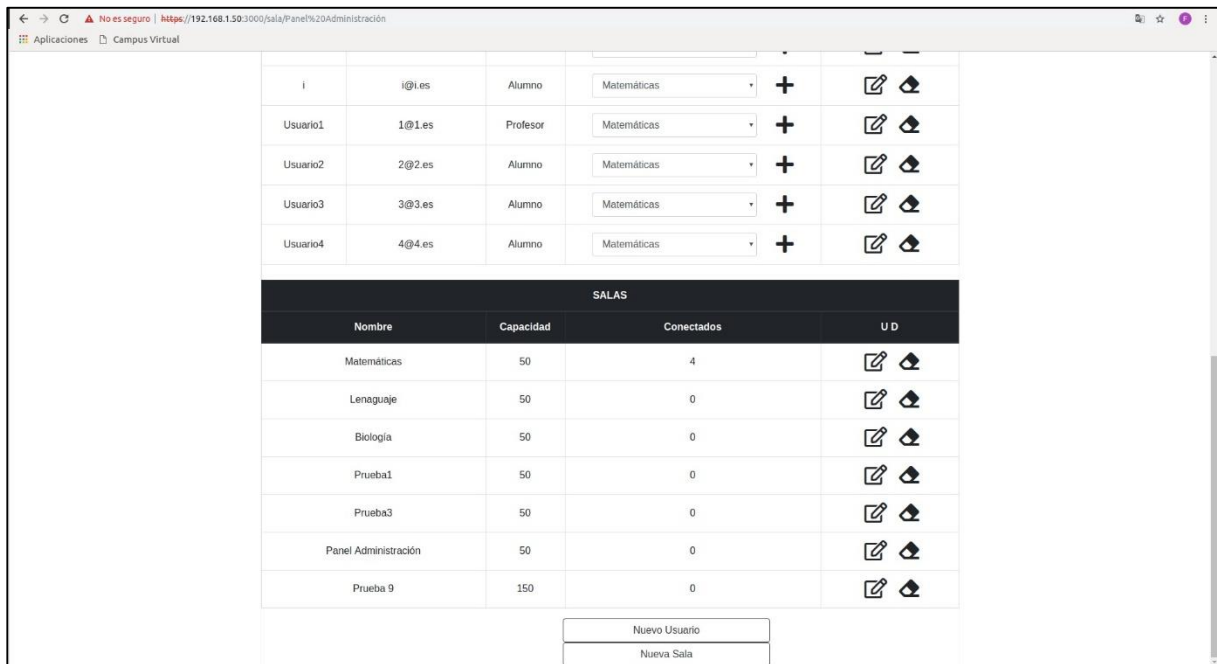 No es seguro | https://192.168.1.50:3000/sala/Panel%20Administración
Aplicaciones Campus Virtual
i i@i.es Alumno Matemáticas
Usuario1 1@1.es Profesor Matemáticas
Usuario2 2@2.es Alumno Matemáticas
Usuario3 3@3.es Alumno Matemáticas
Usuario4 4@4.es Alumno Matemáticas
SALAS
Nombre Capacidad Conectados U D
Matemáticas 50 4
Lenaguaje 50 0
Biología 50 0
Prueba1 50 0
Prueba3 50 0
Panel Administración 50 0
Prueba 9 150 0
Nuevo Usuario
Nueva Sala